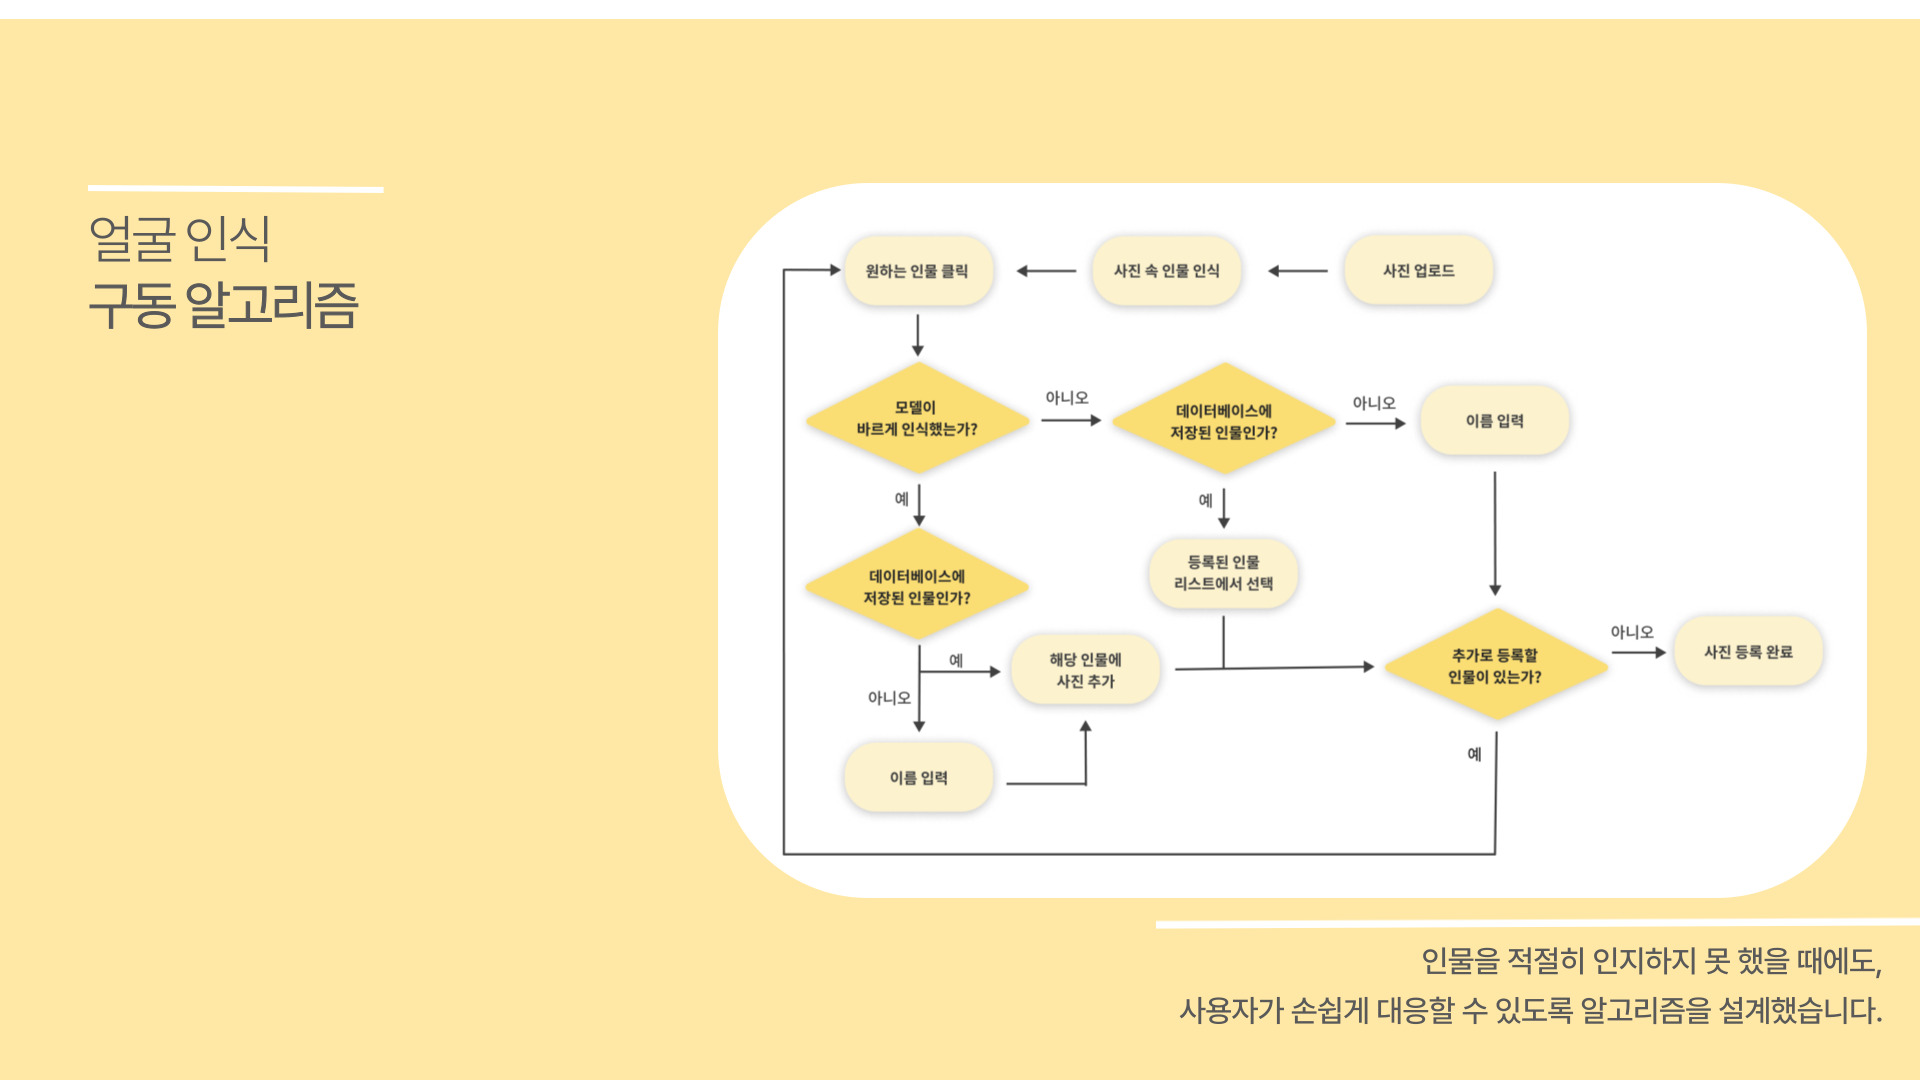 얼굴 인식
구동 알고리즘
원하는 인물 클릭
사진 속 인물 인식
사진 업로드
모델이
바르게 인식했는가?
아니오
데이터베이스에
저장된 인물인가?
아니오
이름 입력
예
예
데이터베이스에
저장된 인물인가?
등록된 인물
리스트에서 선택
예
해당 인물에
사진 추가
아니오
추가로 등록할
인물이 있는가?
아니오
사진 등록 완료
이름 입력
예
인물을 적절히 인지하지 못 했을 때에도,
사용자가 손쉽게 대응할 수 있도록 알고리즘을 설계했습니다.